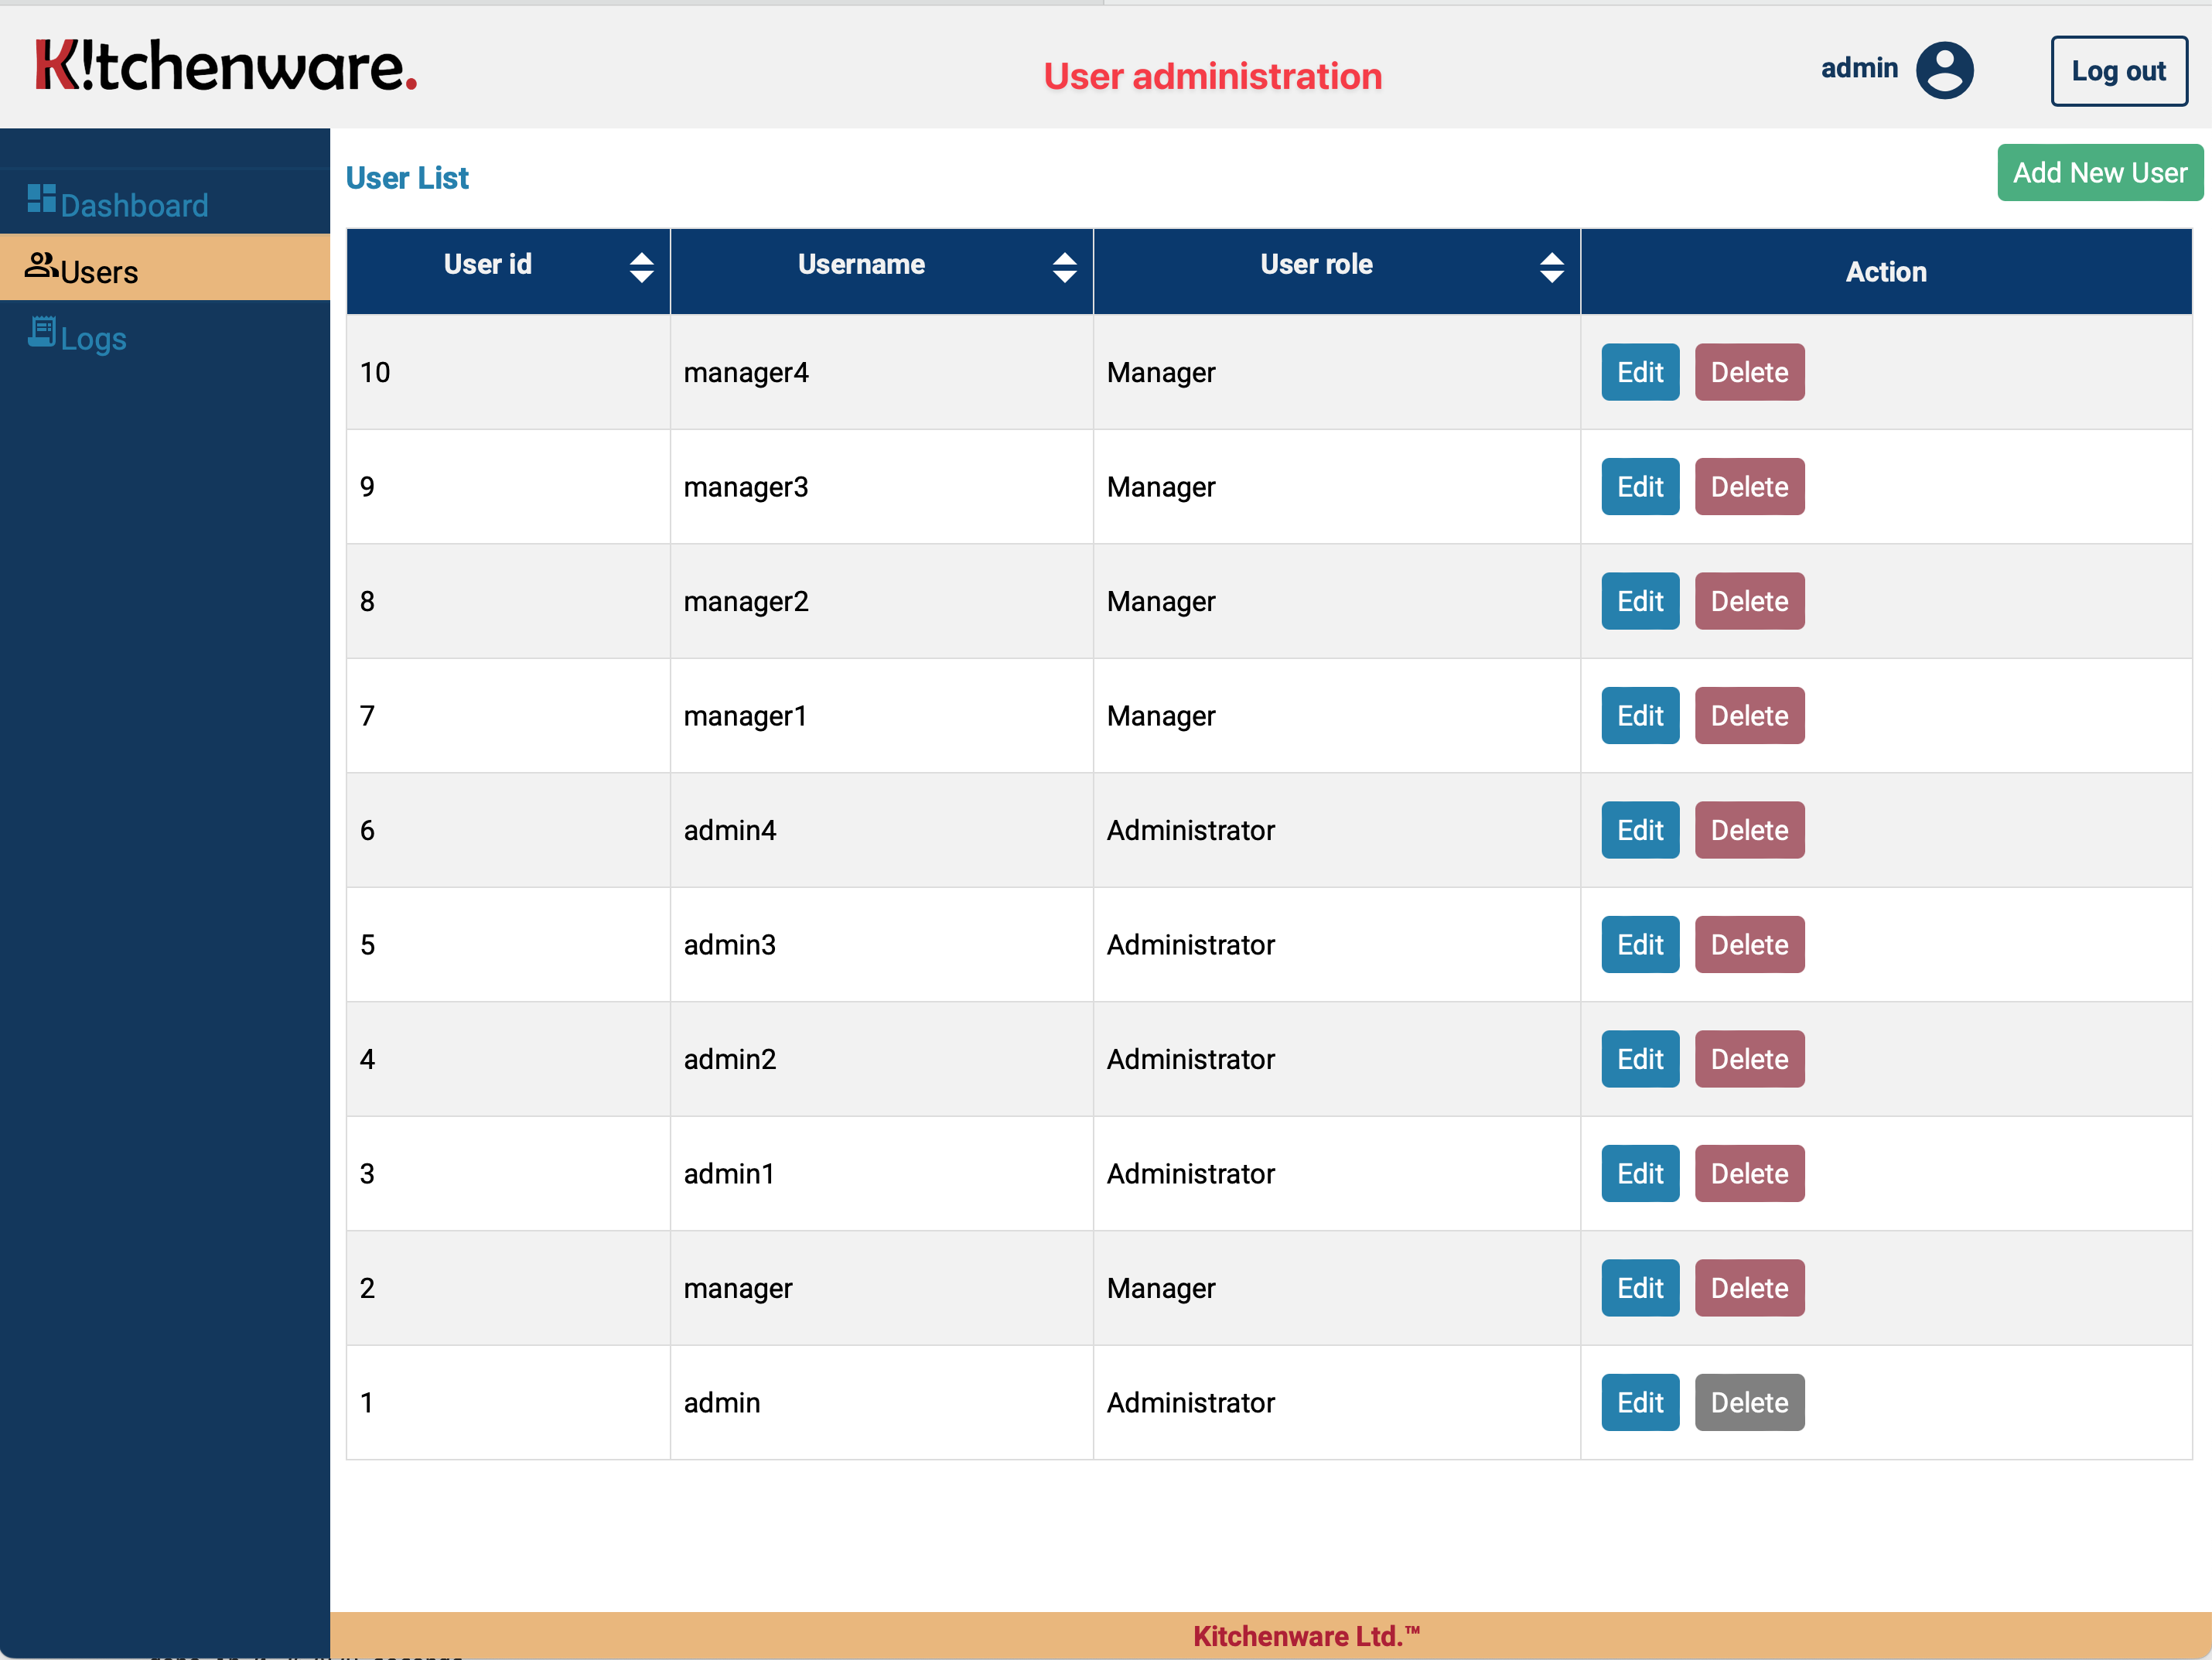 K!tchenware.
User administration
admin
Log out
Dashboard
Users
Logs
User List
Add New User
User id Username User role Action
10 manager4 Manager Edit Delete
9 manager3 Manager Edit Delete
8 manager2 Manager Edit Delete
7 manager1 Manager Edit Delete
6 admin4 Administrator Edit Delete
5 admin3 Administrator Edit Delete
4 admin2 Administrator Edit Delete
3 admin1 Administrator Edit Delete
2 manager Manager Edit Delete
1 admin Administrator Edit Delete
Kitchenware Ltd.™